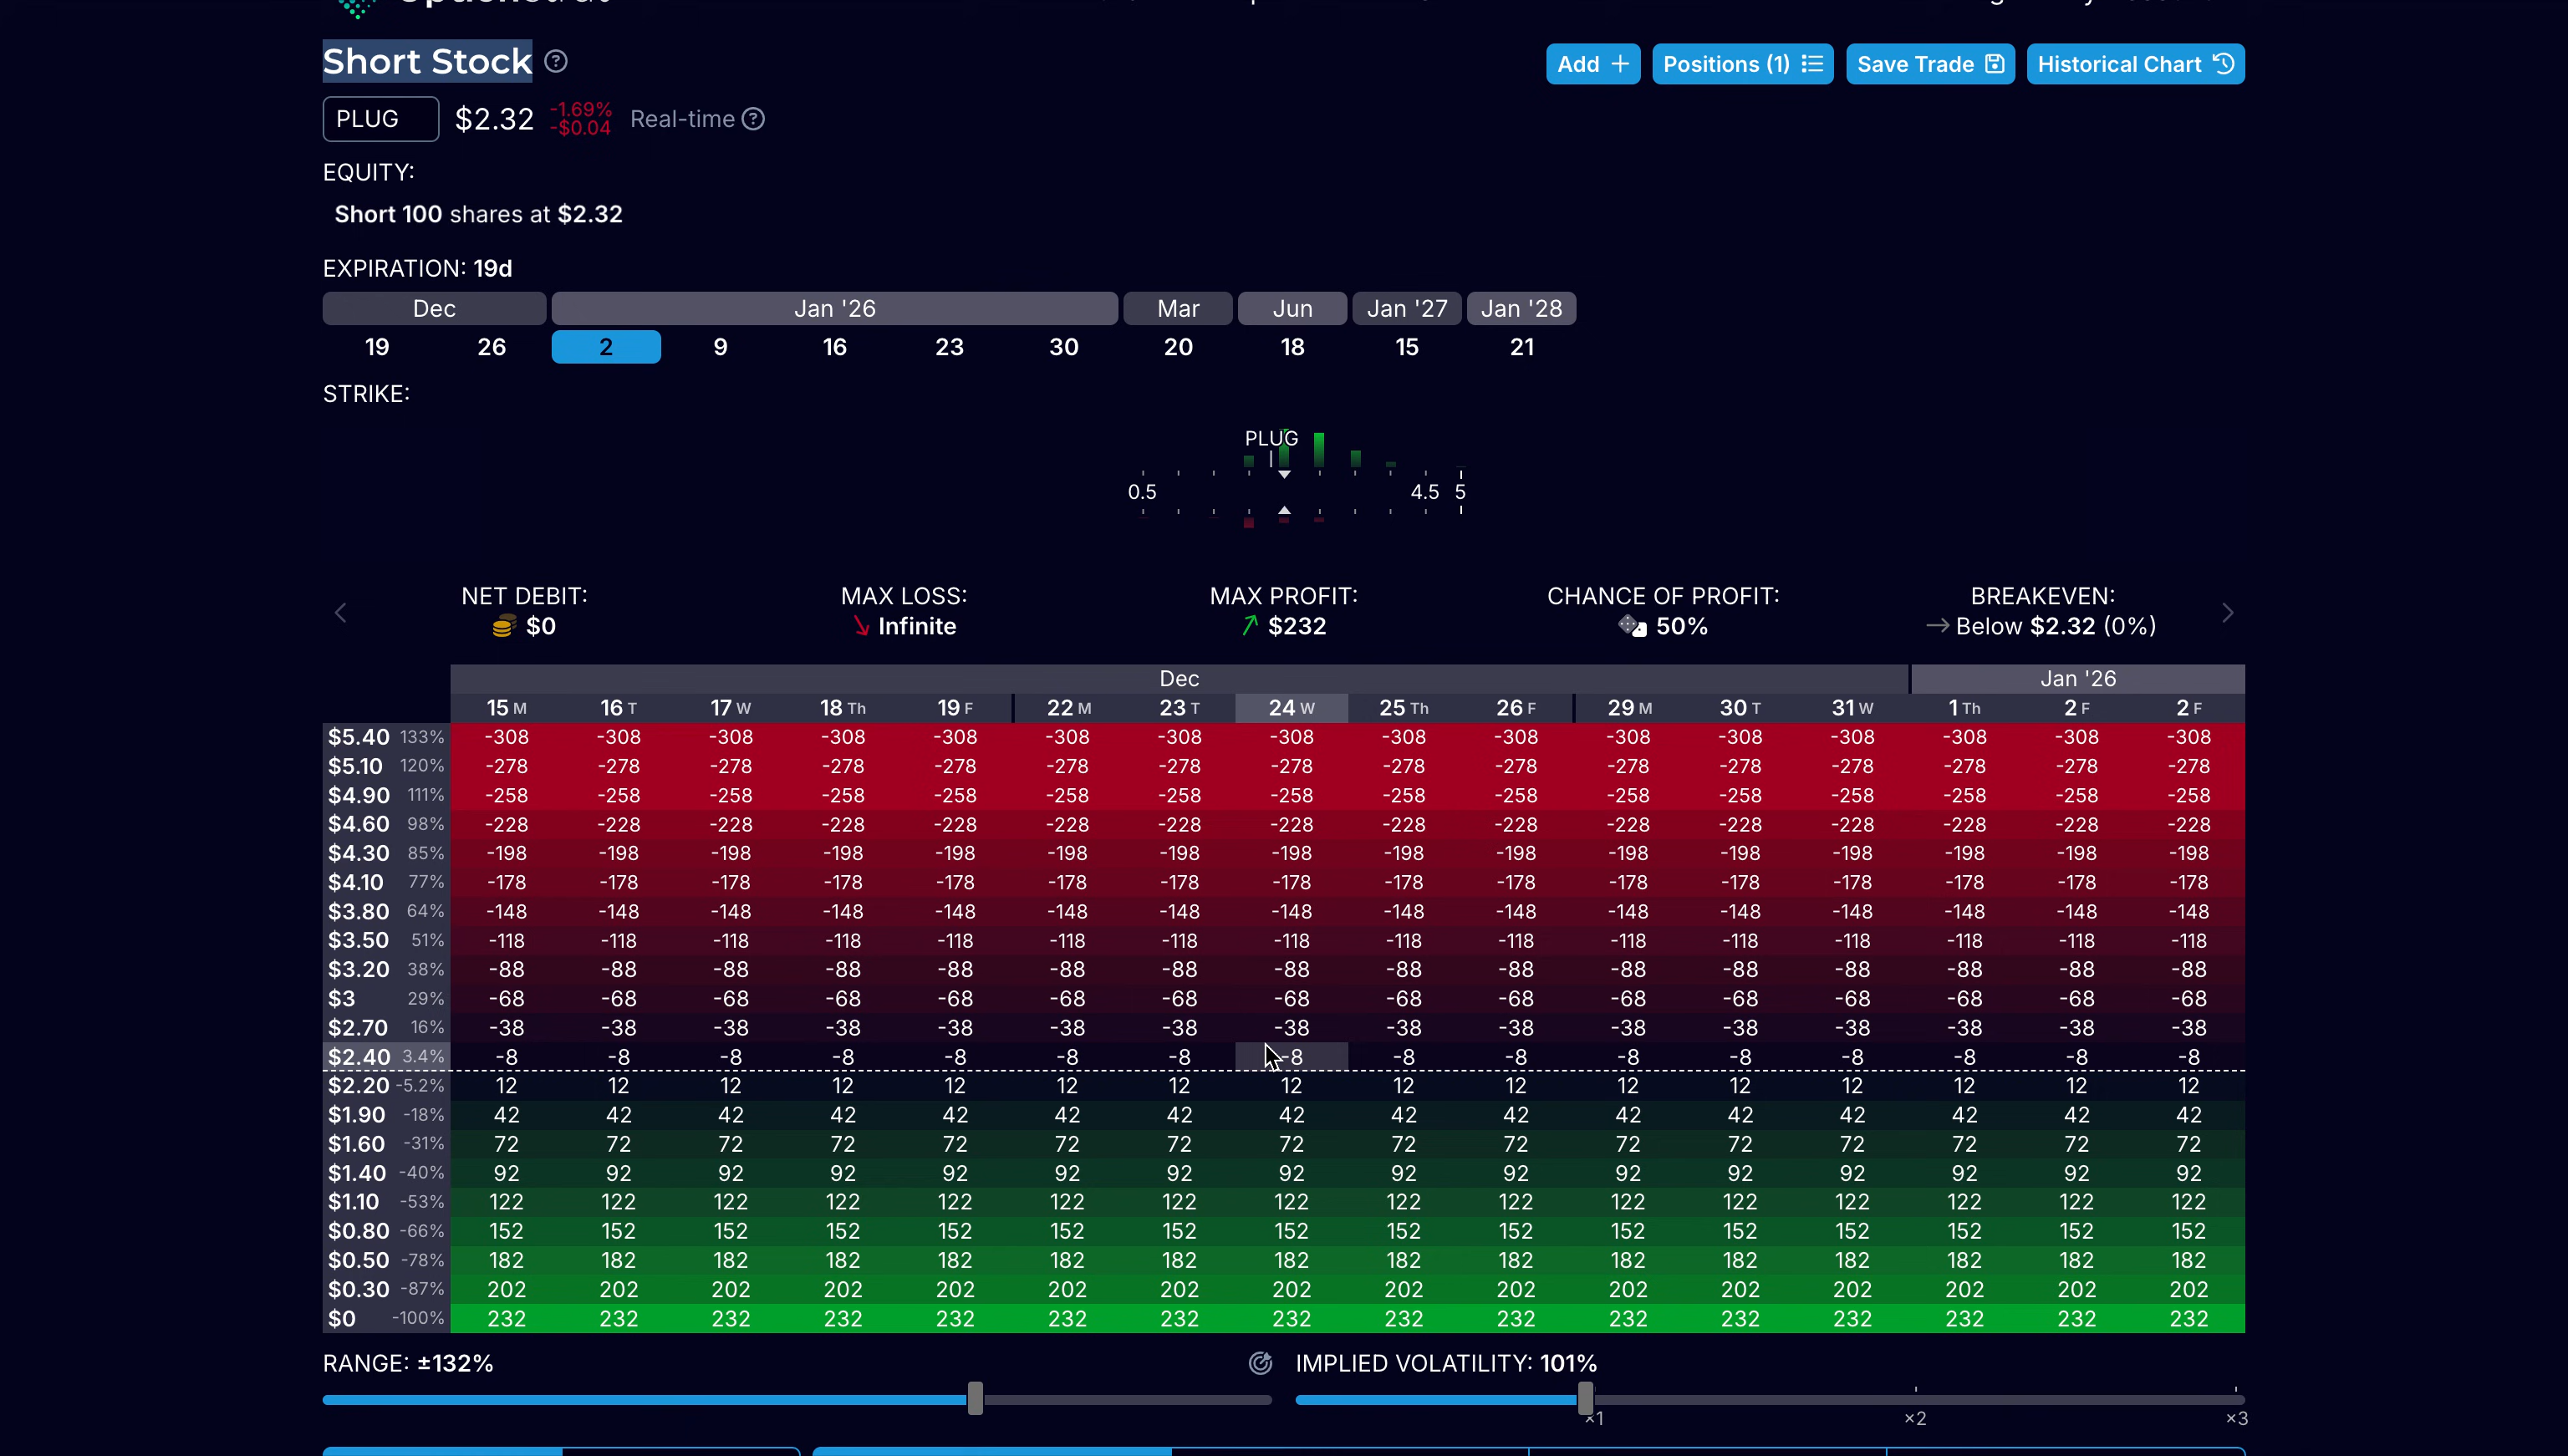 Short Stock ?
Add + Positions (1) Save Trade Historical Chart
PLUG $2.32 -1.69% -$0.04 Real-time ?
EQUITY:
Short 100 shares at $2.32
EXPIRATION: 19d
Dec Jan '26 Mar Jun Jan '27 Jan '28
19 26 2 9 16 23 30 20 18 15 21
STRIKE:
PLUG
0.5 4.5 5
NET DEBIT: MAX LOSS: MAX PROFIT: CHANCE OF PROFIT: BREAKEVEN:
$0 Infinite $232 50% Below $2.32 (0%)
Dec Jan '26
15 M 16 T 17 W 18 Th 19 F 22 M 23 T 24 W 25 Th 26 F 29 M 30 T 31 W 1 Th 2 F 2 F
$5.40 133% -308 -308 -308 -308 -308 -308 -308 -308 -308 -308 -308 -308 -308 -308 -308 -308
$5.10 120% -278 -278 -278 -278 -278 -278 -278 -278 -278 -278 -278 -278 -278 -278 -278 -278
$4.90 111% -258 -258 -258 -258 -258 -258 -258 -258 -258 -258 -258 -258 -258 -258 -258 -258
$4.60 98% -228 -228 -228 -228 -228 -228 -228 -228 -228 -228 -228 -228 -228 -228 -228 -228
$4.30 85% -198 -198 -198 -198 -198 -198 -198 -198 -198 -198 -198 -198 -198 -198 -198 -198
$4.10 77% -178 -178 -178 -178 -178 -178 -178 -178 -178 -178 -178 -178 -178 -178 -178 -178
$3.80 64% -148 -148 -148 -148 -148 -148 -148 -148 -148 -148 -148 -148 -148 -148 -148 -148
$3.50 51% -118 -118 -118 -118 -118 -118 -118 -118 -118 -118 -118 -118 -118 -118 -118 -118
$3.20 38% -88 -88 -88 -88 -88 -88 -88 -88 -88 -88 -88 -88 -88 -88 -88 -88
$3 29% -68 -68 -68 -68 -68 -68 -68 -68 -68 -68 -68 -68 -68 -68 -68 -68
$2.70 16% -38 -38 -38 -38 -38 -38 -38 -38 -38 -38 -38 -38 -38 -38 -38 -38
$2.40 3.4% -8 -8 -8 -8 -8 -8 -8 -8 -8 -8 -8 -8 -8 -8 -8 -8
$2.20 -5.2% 12 12 12 12 12 12 12 12 12 12 12 12 12 12 12 12
$1.90 -18% 42 42 42 42 42 42 42 42 42 42 42 42 42 42 42 42
$1.60 -31% 72 72 72 72 72 72 72 72 72 72 72 72 72 72 72 72
$1.40 -40% 92 92 92 92 92 92 92 92 92 92 92 92 92 92 92 92
$1.10 -53% 122 122 122 122 122 122 122 122 122 122 122 122 122 122 122 122
$0.80 -66% 152 152 152 152 152 152 152 152 152 152 152 152 152 152 152 152
$0.50 -78% 182 182 182 182 182 182 182 182 182 182 182 182 182 182 182 182
$0.30 -87% 202 202 202 202 202 202 202 202 202 202 202 202 202 202 202 202
$0 -100% 232 232 232 232 232 232 232 232 232 232 232 232 232 232 232 232
RANGE: ±132% IMPLIED VOLATILITY: 101%
×1 ×2 ×3